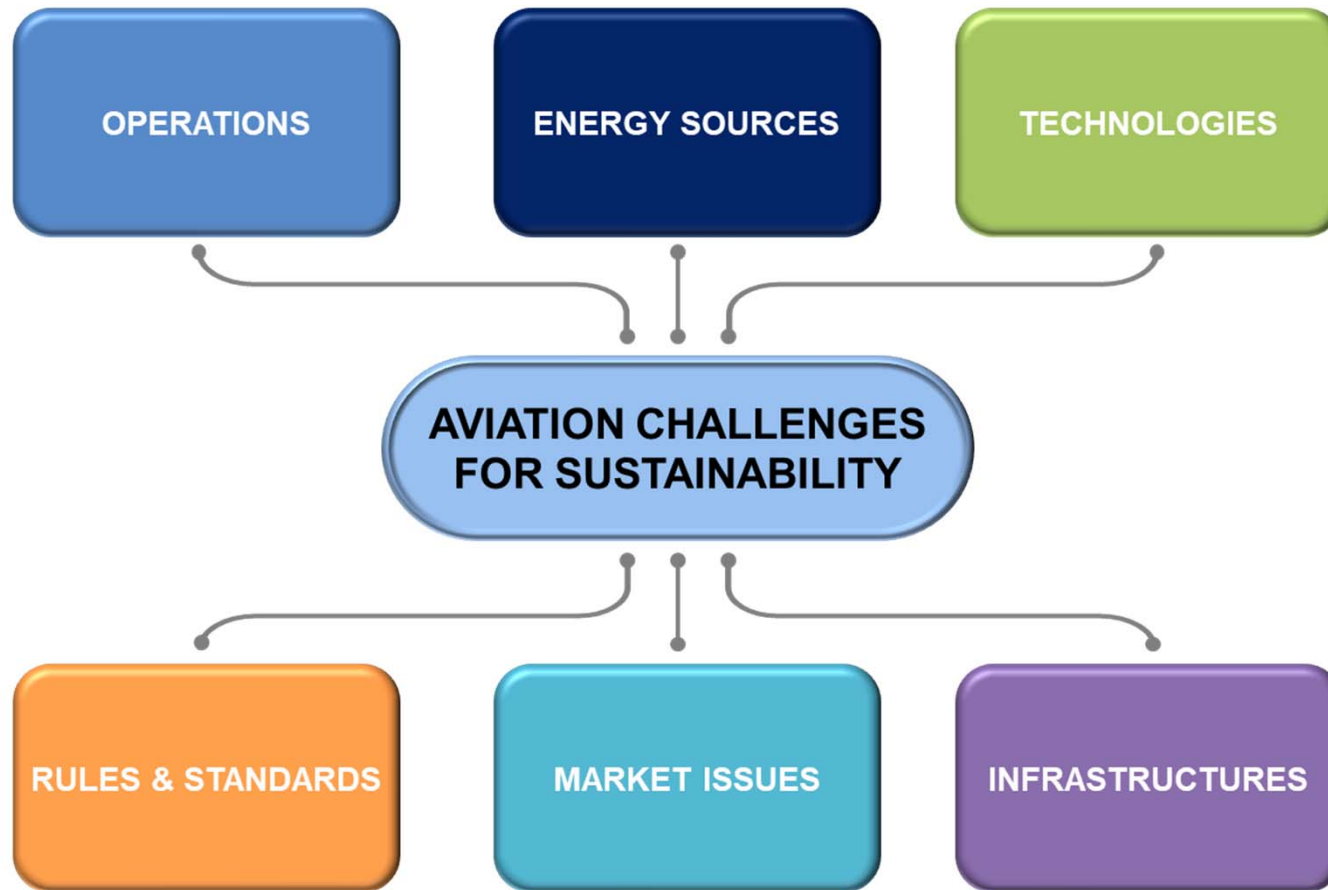 OPERATIONS
ENERGY SOURCES
TECHNOLOGIES
AVIATION CHALLENGES
FOR SUSTAINABILITY
RULES & STANDARDS
MARKET ISSUES
INFRASTRUCTURES